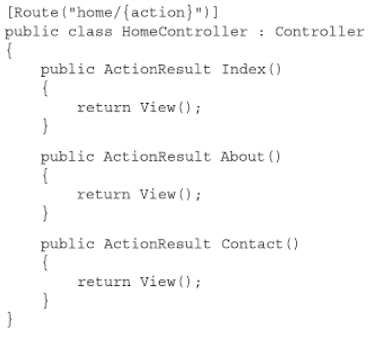 [Route("home/{action}")]
public class HomeController : Controller
{
    public ActionResult Index()
    {
        return View();
    }

    public ActionResult About()
    {
        return View();
    }

    public ActionResult Contact()
    {
        return View();
    }
}